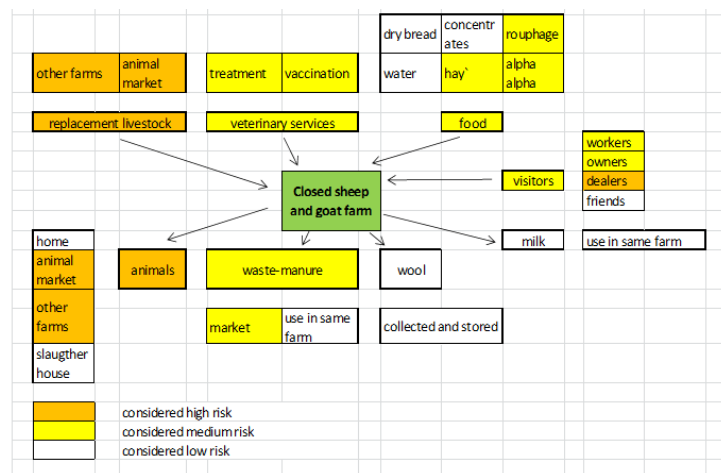 dry bread
concentr
ates
rouphage
other farms
animal
market
treatment
vaccination
water
hay`
alpha
alpha
replacement livestock
veterinary services
food
workers
owners
dealers
friends
visitors
Closed sheep
and goat farm
home
animal
market
other
farms
slaugther
house
animals
waste-manure
wool
milk
use in same farm
market
use in same
farm
collected and stored
considered high risk
considered medium risk
considered low risk